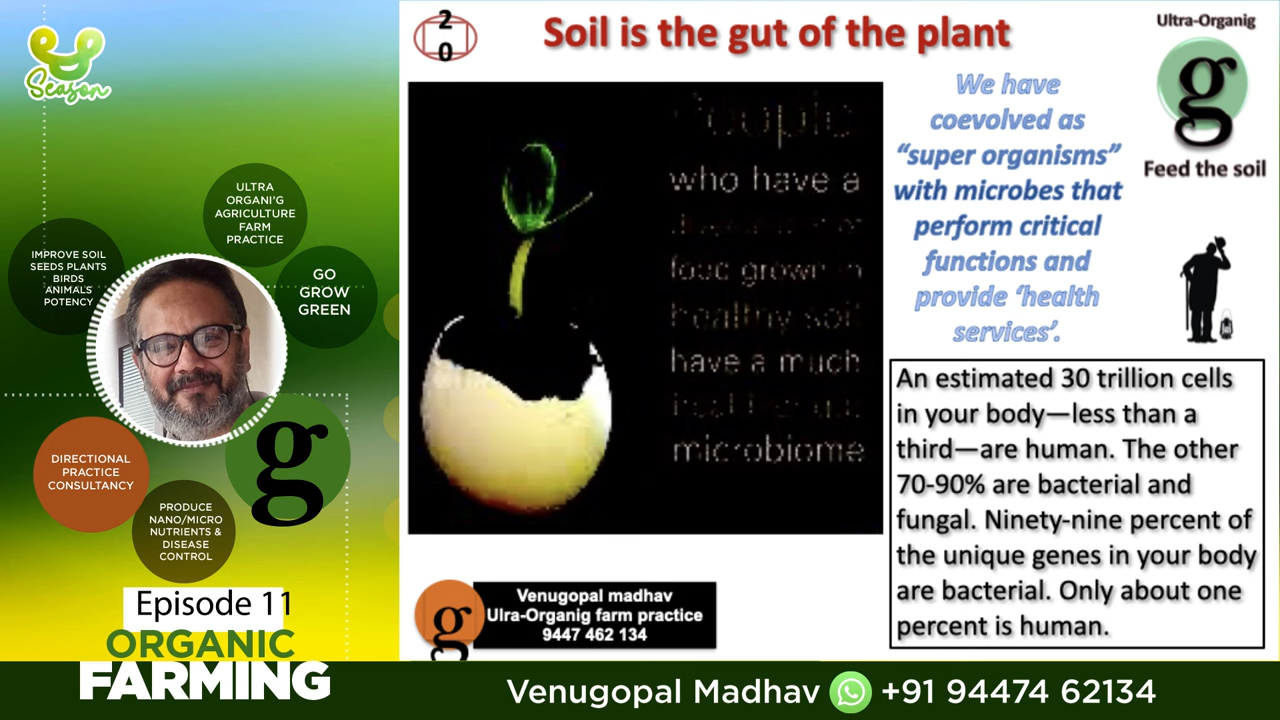 Season
ULTRA
ORGANI'G
AGRICULTURE
FARM
PRACTICE
IMPROVE SOIL
SEEDS PLANTS
BIRDS
ANIMALS
POTENCY
GO
GROW
GREEN
DIRECTIONAL
PRACTICE
CONSULTANCY
g
PRODUCE
NANO/MICRO
NUTRIENTS &
DISEASE
CONTROL
Episode 11
ORGANIC
FARMING
2
0
Soil is the gut of the plant
People
who have a
food grown in
healthy soil
have a much
microbiome
We have
coevolved as
“super organisms”
with microbes that
perform critical
functions and
provide ‘health
services’.
Ultra-Organig
g
Feed the soil
An estimated 30 trillion cells
in your body—less than a
third—are human. The other
70-90% are bacterial and
fungal. Ninety-nine percent of
the unique genes in your body
are bacterial. Only about one
percent is human.
g
Venugopal madhav
Ulra-Organig farm practice
9447 462 134
Venugopal Madhav +91 94474 62134